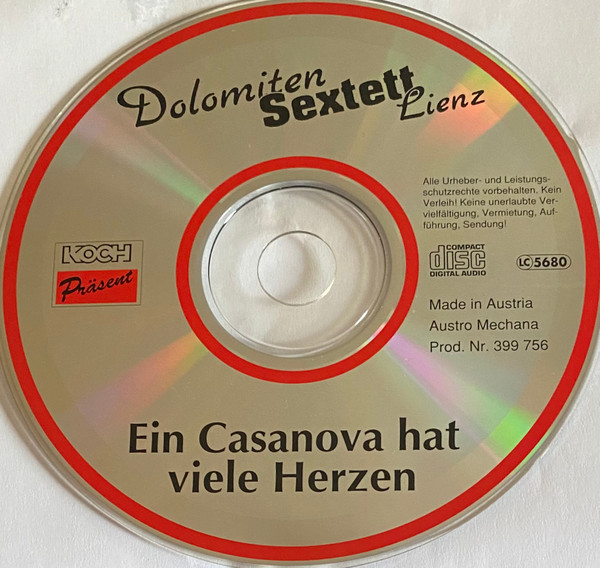 Dolomiten
Sextett
Lienz
Alle Urheber- und Leistungs-
schutzrechte vorbehalten. Kein
Verleih! Keine unerlaubte Ver-
vielfältigung, Vermietung, Auf-
führung, Sendung!
KOCH
Präsent
COMPACT
disc
DIGITAL AUDIO
LC 5680
Made in Austria
Austro Mechana
Prod. Nr. 399 756
Ein Casanova hat
viele Herzen